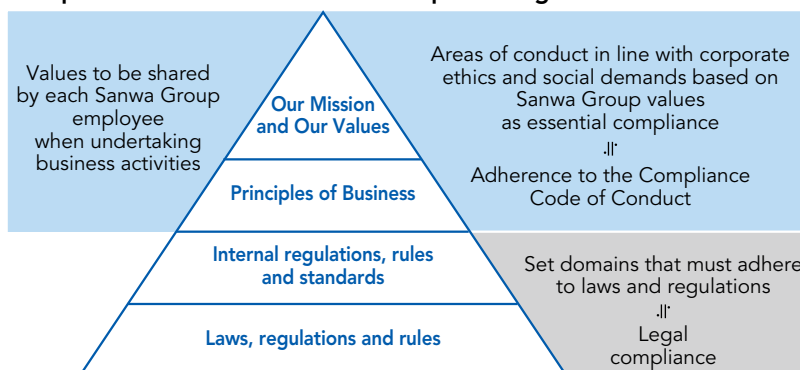 Values to be shared
by each Sanwa Group
employee
when undertaking
business activities
Our Mission
and Our Values
Principles of Business
Internal regulations, rules
and standards
Laws, regulations and rules
Areas of conduct in line with corporate
ethics and social demands based on
Sanwa Group values
as essential compliance
Adherence to the Compliance
Code of Conduct
Set domains that must adhere
to laws and regulations
Legal
compliance